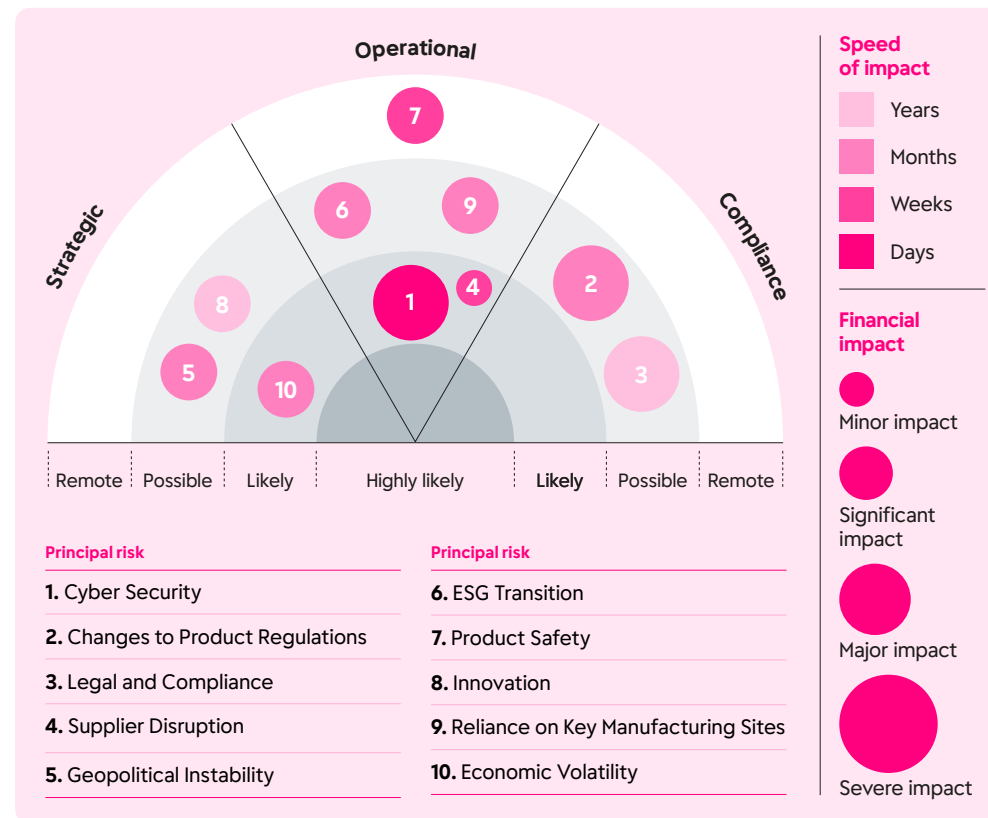 Operational
Strategic
Compliance
7
6
9
8
1
4
2
5
10
3
Remote
Possible
Likely
Highly likely
Likely
Possible
Remote
Speed
of impact
Years
Months
Weeks
Days
Financial
impact
Minor impact
Significant
impact
Major impact
Severe impact
Principal risk
1. Cyber Security
2. Changes to Product Regulations
3. Legal and Compliance
4. Supplier Disruption
5. Geopolitical Instability
Principal risk
6. ESG Transition
7. Product Safety
8. Innovation
9. Reliance on Key Manufacturing Sites
10. Economic Volatility